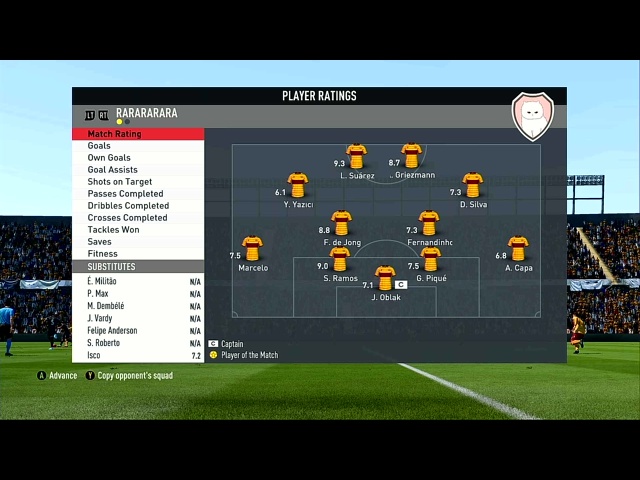 PLAYER RATINGS
LT RT RARARARARA
Match Rating
Goals
Own Goals
Goal Assists
Shots on Target
Passes Completed
Dribbles Completed
Crosses Completed
Tackles Won
Saves
Fitness
SUBSTITUTES
É. Militão N/A
P. Max N/A
M. Dembélé N/A
J. Vardy N/A
Felipe Anderson N/A
S. Roberto N/A
Isco 7.2
9.3 8.7
L. Suárez .. Griezmann
6.1 7.3
Y. Yazıcı D. Silva
8.8 7.3
F. de Jong Fernandinho
7.5 6.8
Marcelo A. Capa
9.0 7.5
S. Ramos G. Piqué
7.1 C
J. Oblak
C Captain
Player of the Match
A Advance Y Copy opponent's squad